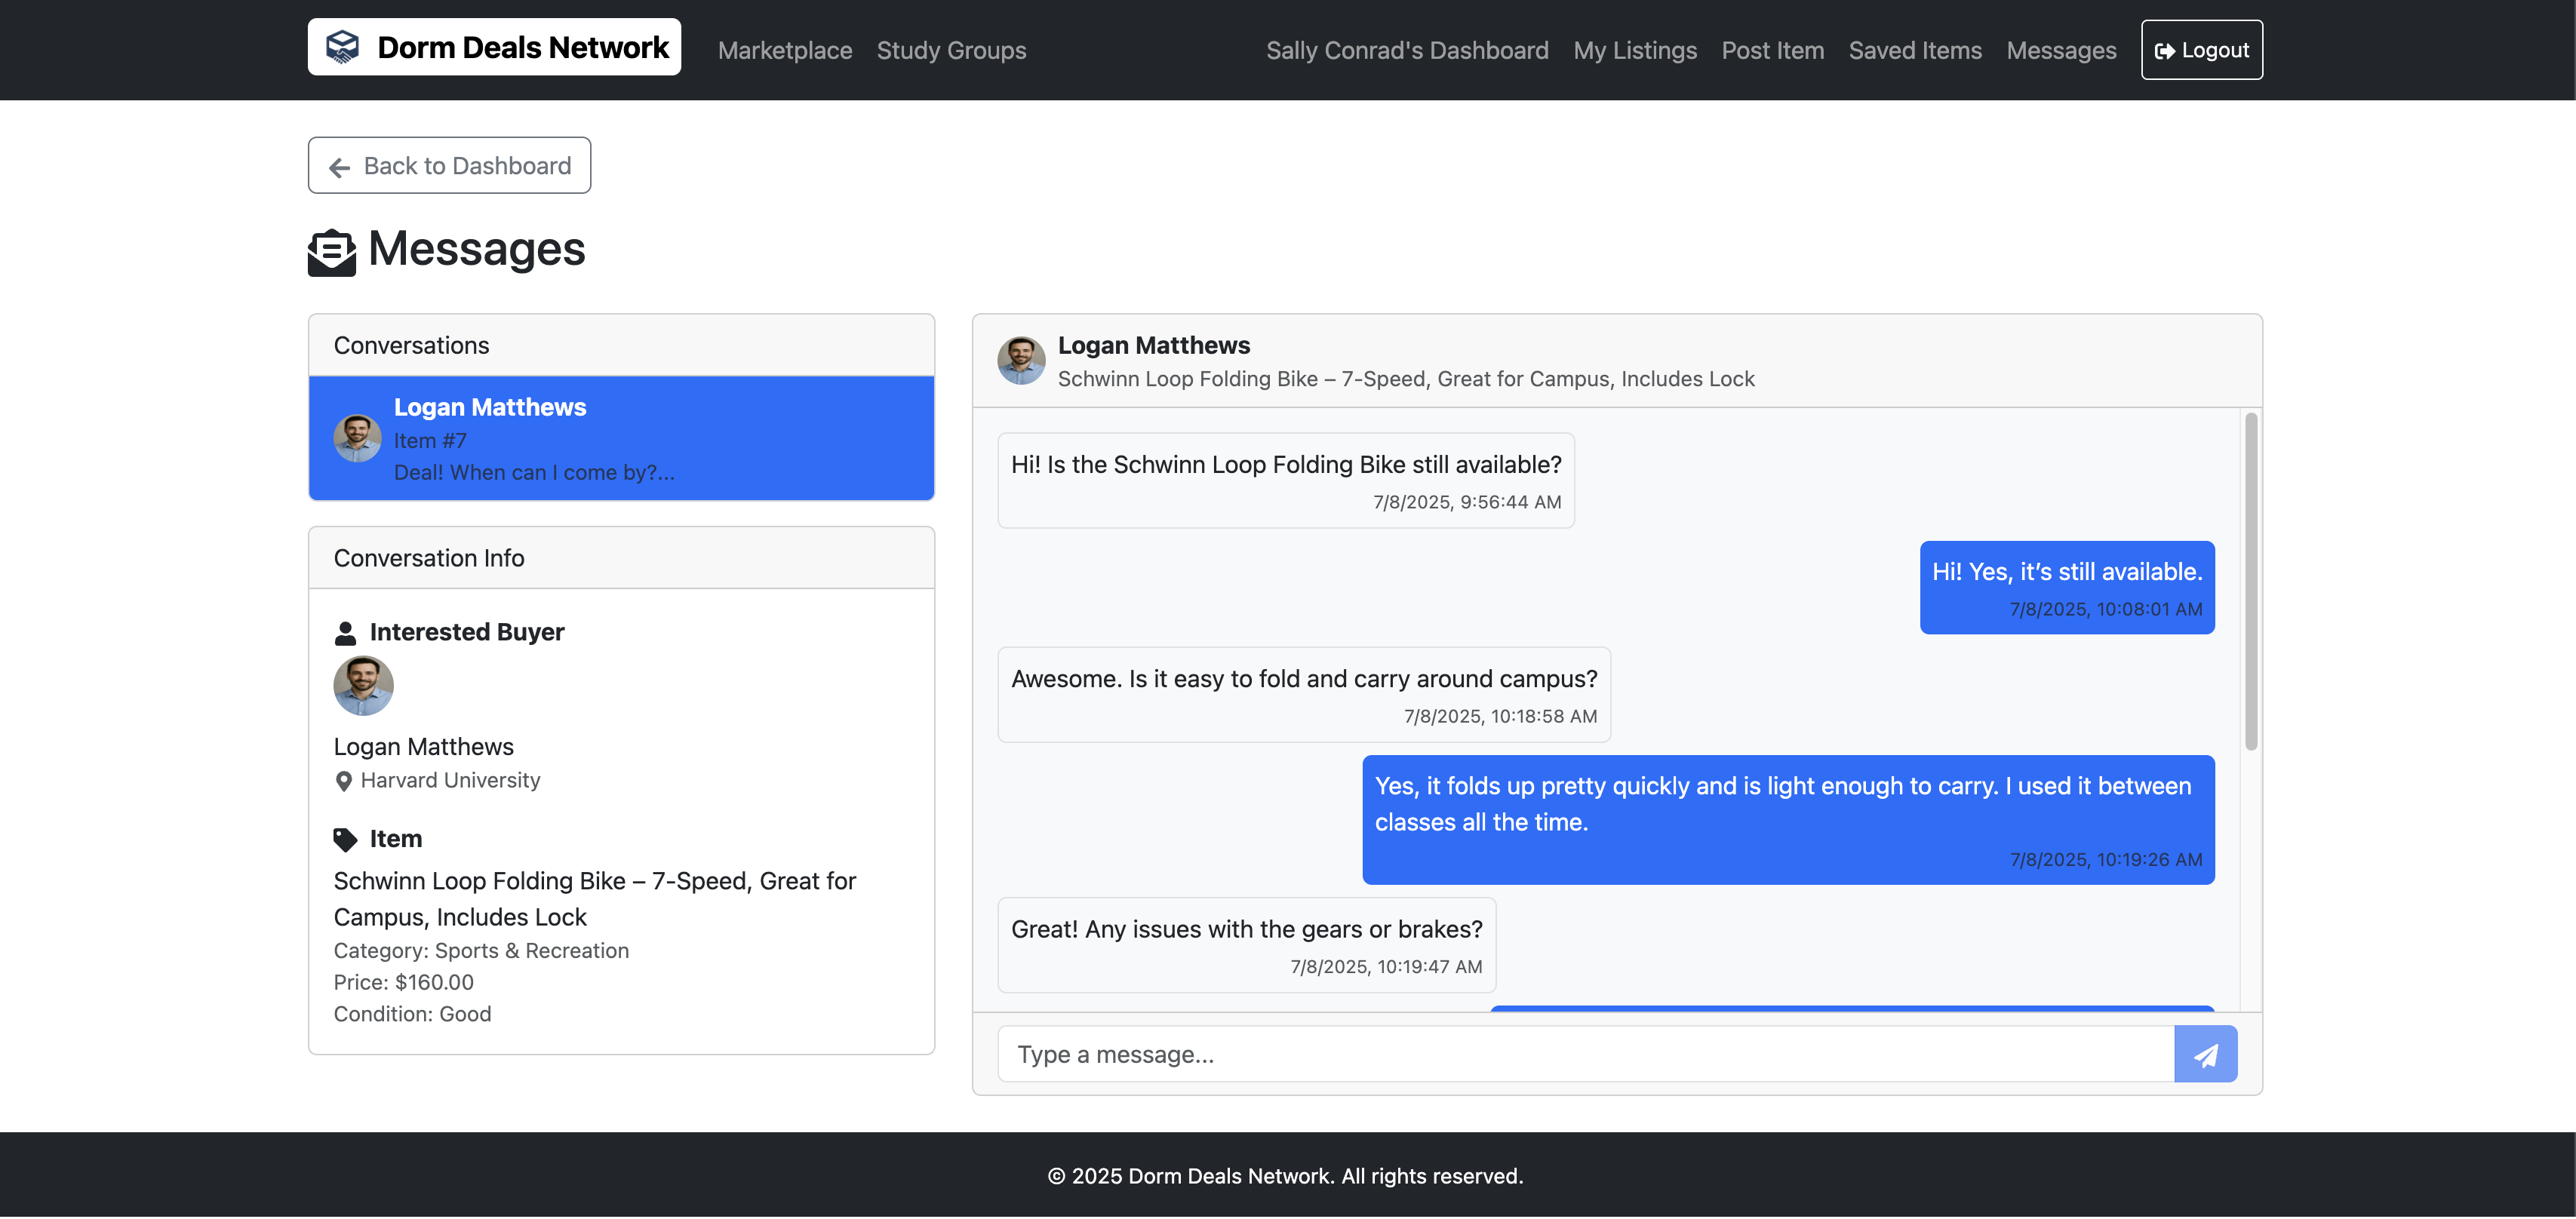 Dorm Deals Network
Marketplace
Study Groups
Sally Conrad's Dashboard
My Listings
Post Item
Saved Items
Messages
Logout
Back to Dashboard
Messages
Conversations
Logan Matthews
Item #7
Deal! When can I come by?...
Conversation Info
Interested Buyer
Logan Matthews
Harvard University
Item
Schwinn Loop Folding Bike – 7-Speed, Great for
Campus, Includes Lock
Category: Sports & Recreation
Price: $160.00
Condition: Good
Logan Matthews
Schwinn Loop Folding Bike – 7-Speed, Great for Campus, Includes Lock
Hi! Is the Schwinn Loop Folding Bike still available?
7/8/2025, 9:56:44 AM
Hi! Yes, it’s still available.
7/8/2025, 10:08:01 AM
Awesome. Is it easy to fold and carry around campus?
7/8/2025, 10:18:58 AM
Yes, it folds up pretty quickly and is light enough to carry. I used it between
classes all the time.
7/8/2025, 10:19:26 AM
Great! Any issues with the gears or brakes?
7/8/2025, 10:19:47 AM
Type a message...
© 2025 Dorm Deals Network. All rights reserved.